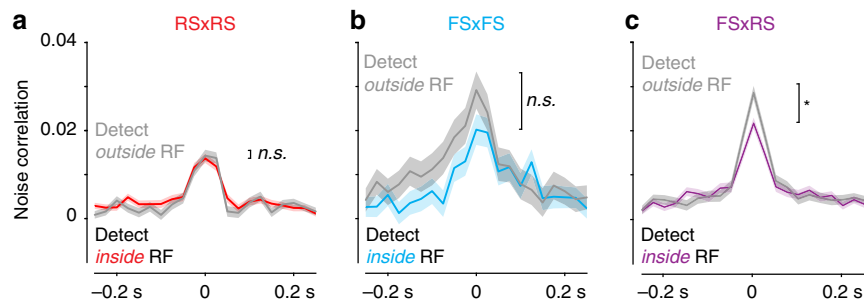 a
RSxRS
b
FSxFS
c
FSxRS
Noise correlation
0.04
0.02
0
Detect
outside RF
n.s.
Detect
inside RF
Detect
outside RF
n.s.
Detect
inside RF
Detect
outside RF
*
Detect
inside RF
−0.2 s
0
0.2 s
−0.2 s
0
0.2 s
−0.2 s
0
0.2 s